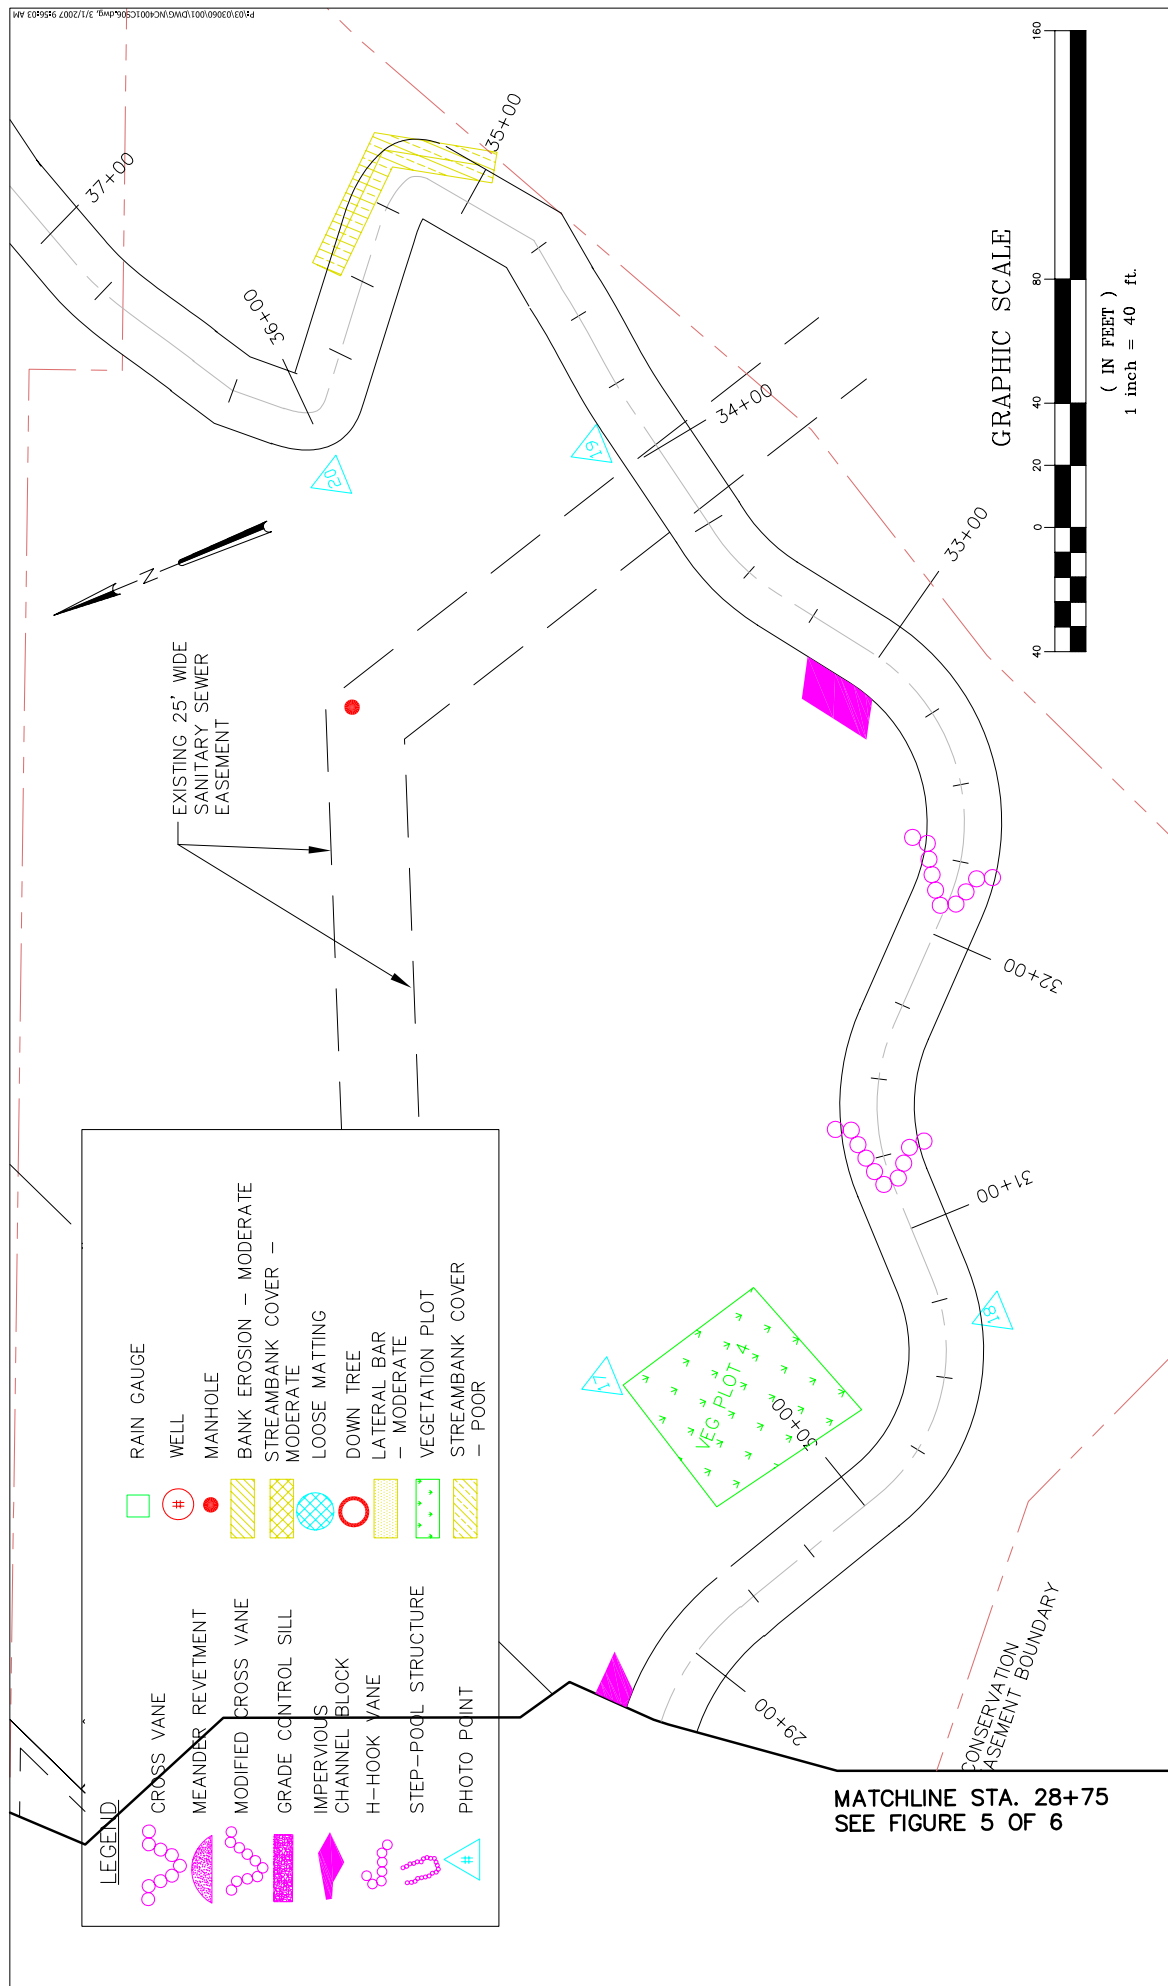 P:\03\03060\001\DWG\NC4001CS06.dwg, 3/1/2007 9:56:03 AM
37+00
36+00
35+00
34+00
33+00
32+00
31+00
30+00
29+00
20
19
18
17
N
EXISTING 25' WIDE
SANITARY SEWER
EASEMENT
VEG PLOT 4
GRAPHIC SCALE
40
0
20
40
80
160
( IN FEET )
1 inch = 40 ft.
LEGEND
CROSS VANE
MEANDER REVETMENT
MODIFIED CROSS VANE
GRADE CONTROL SILL
IMPERVIOUS
CHANNEL BLOCK
H-HOOK VANE
STEP-POOL STRUCTURE
#
PHOTO POINT
RAIN GAUGE
#
WELL
MANHOLE
BANK EROSION - MODERATE
STREAMBANK COVER -
MODERATE
LOOSE MATTING
DOWN TREE
LATERAL BAR
- MODERATE
VEGETATION PLOT
STREAMBANK COVER
- POOR
CONSERVATION
EASEMENT BOUNDARY
MATCHLINE STA. 28+75
SEE FIGURE 5 OF 6